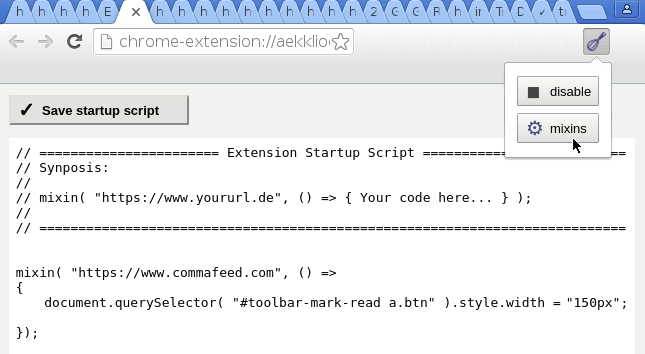 h h h h E h h h h h h h h 2 G G R h ir T D ✓ ti
chrome-extension://aekklio
disable
✓ Save startup script
mixins
// ======================= Extension Startup Script =====
// Synposis:
//
// mixin( "https://www.yoururl.de", () => { Your code here... } );
//
// ===========================================================================
mixin( "https://www.commafeed.com", () =>
{
document.querySelector( "#toolbar-mark-read a.btn" ).style.width = "150px";
});